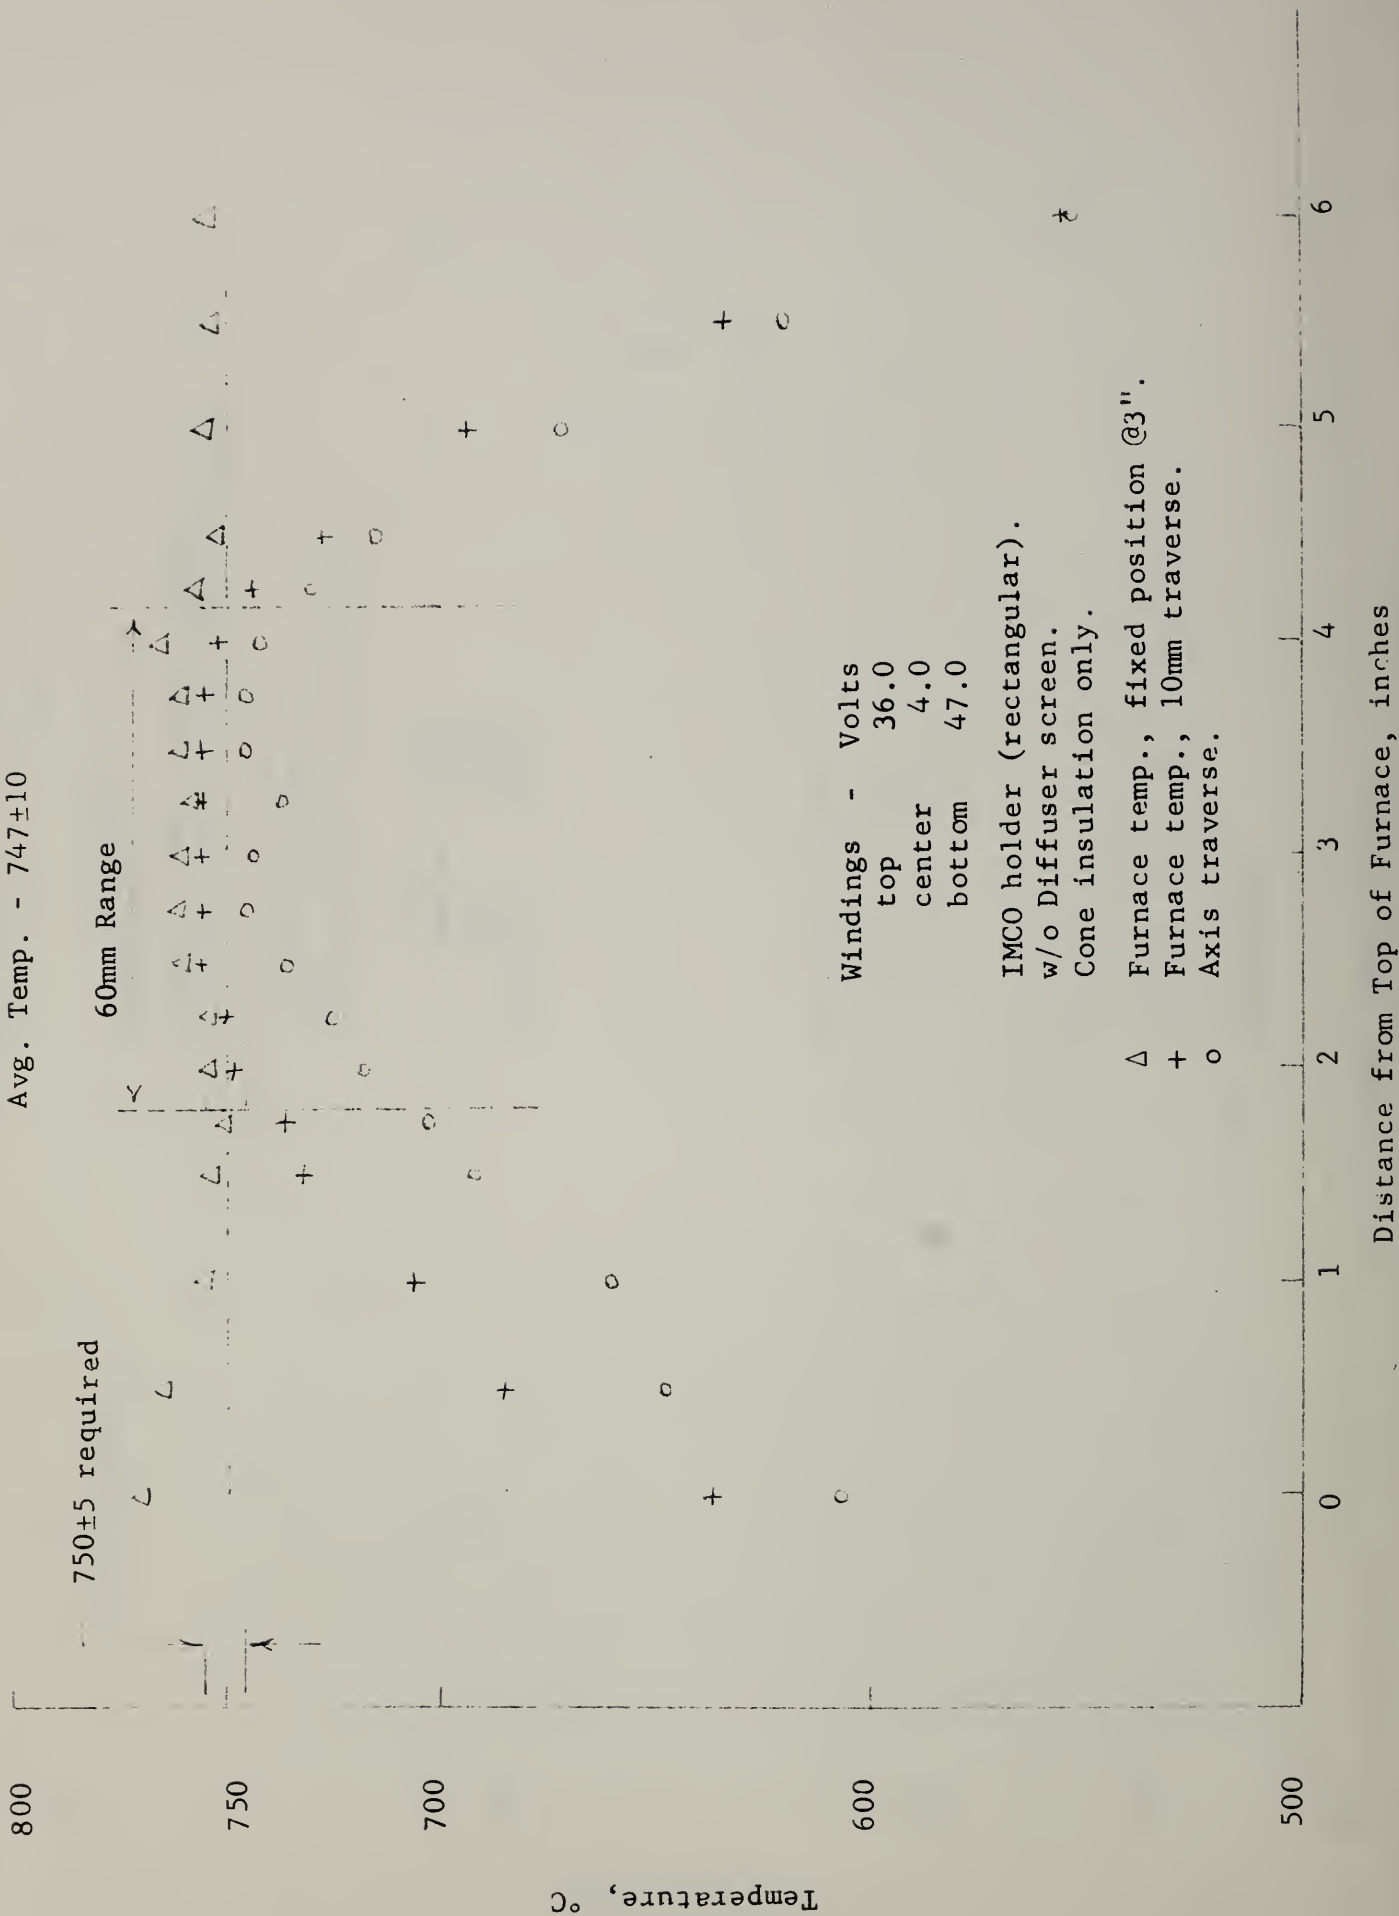 Avg. Temp. - 747±10
750±5 required
60mm Range
800
750
700
600
500
Temperature, °C
Windings - Volts
top 36.0
center 4.0
bottom 47.0
IMCO holder (rectangular).
w/o Diffuser screen.
Cone insulation only.
Δ Furnace temp., fixed position @3".
+ Furnace temp., 10mm traverse.
o Axis traverse.
0 1 2 3 4 5 6
Distance from Top of Furnace, inches